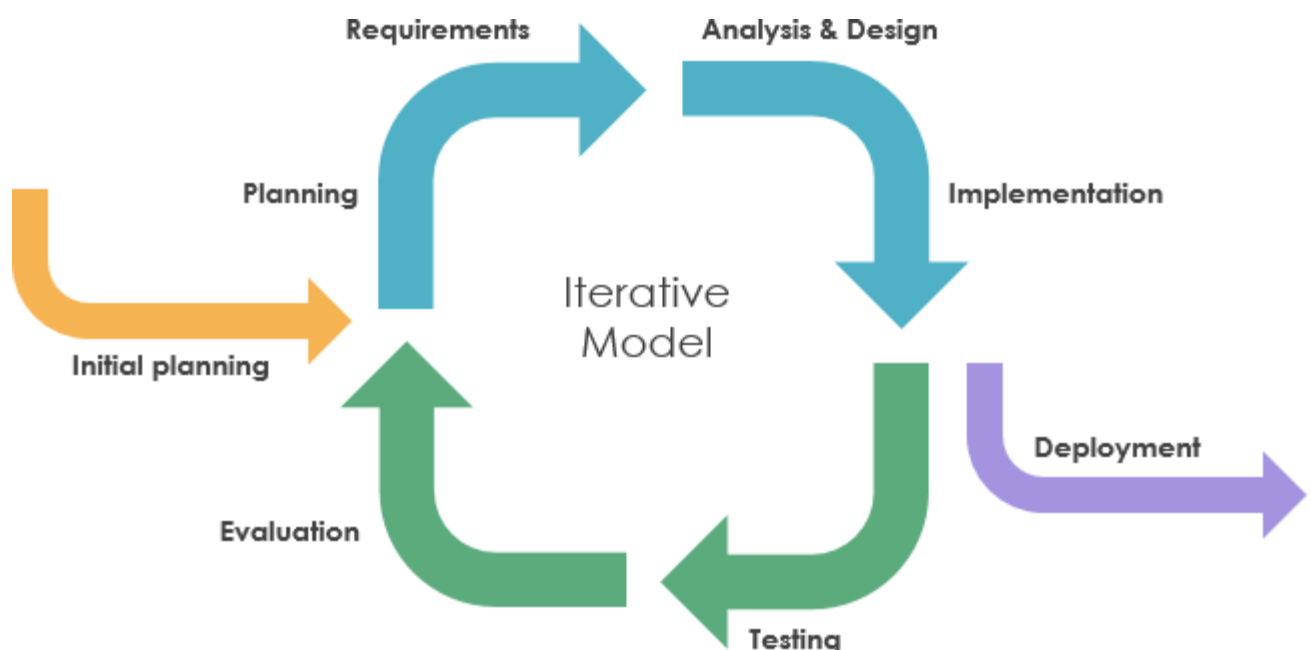 Requirements
Analysis & Design
Planning
Implementation
Iterative
Model
Initial planning
Deployment
Evaluation
Testing